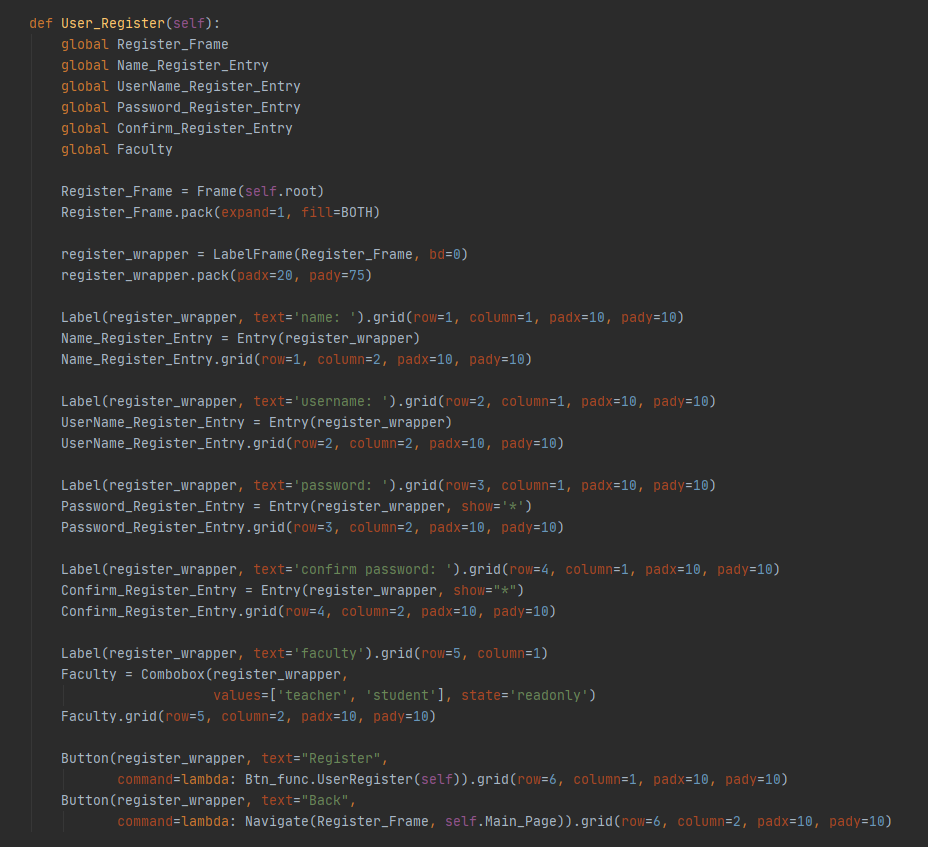 def User_Register(self):
    global Register_Frame
    global Name_Register_Entry
    global UserName_Register_Entry
    global Password_Register_Entry
    global Confirm_Register_Entry
    global Faculty

    Register_Frame = Frame(self.root)
    Register_Frame.pack(expand=1, fill=BOTH)

    register_wrapper = LabelFrame(Register_Frame, bd=0)
    register_wrapper.pack(padx=20, pady=75)

    Label(register_wrapper, text='name: ').grid(row=1, column=1, padx=10, pady=10)
    Name_Register_Entry = Entry(register_wrapper)
    Name_Register_Entry.grid(row=1, column=2, padx=10, pady=10)

    Label(register_wrapper, text='username: ').grid(row=2, column=1, padx=10, pady=10)
    UserName_Register_Entry = Entry(register_wrapper)
    UserName_Register_Entry.grid(row=2, column=2, padx=10, pady=10)

    Label(register_wrapper, text='password: ').grid(row=3, column=1, padx=10, pady=10)
    Password_Register_Entry = Entry(register_wrapper, show='*')
    Password_Register_Entry.grid(row=3, column=2, padx=10, pady=10)

    Label(register_wrapper, text='confirm password: ').grid(row=4, column=1, padx=10, pady=10)
    Confirm_Register_Entry = Entry(register_wrapper, show="*")
    Confirm_Register_Entry.grid(row=4, column=2, padx=10, pady=10)

    Label(register_wrapper, text='faculty').grid(row=5, column=1)
    Faculty = Combobox(register_wrapper,
                       values=['teacher', 'student'], state='readonly')
    Faculty.grid(row=5, column=2, padx=10, pady=10)

    Button(register_wrapper, text="Register",
           command=lambda: Btn_func.UserRegister(self)).grid(row=6, column=1, padx=10, pady=10)
    Button(register_wrapper, text="Back",
           command=lambda: Navigate(Register_Frame, self.Main_Page)).grid(row=6, column=2, padx=10, pady=10)